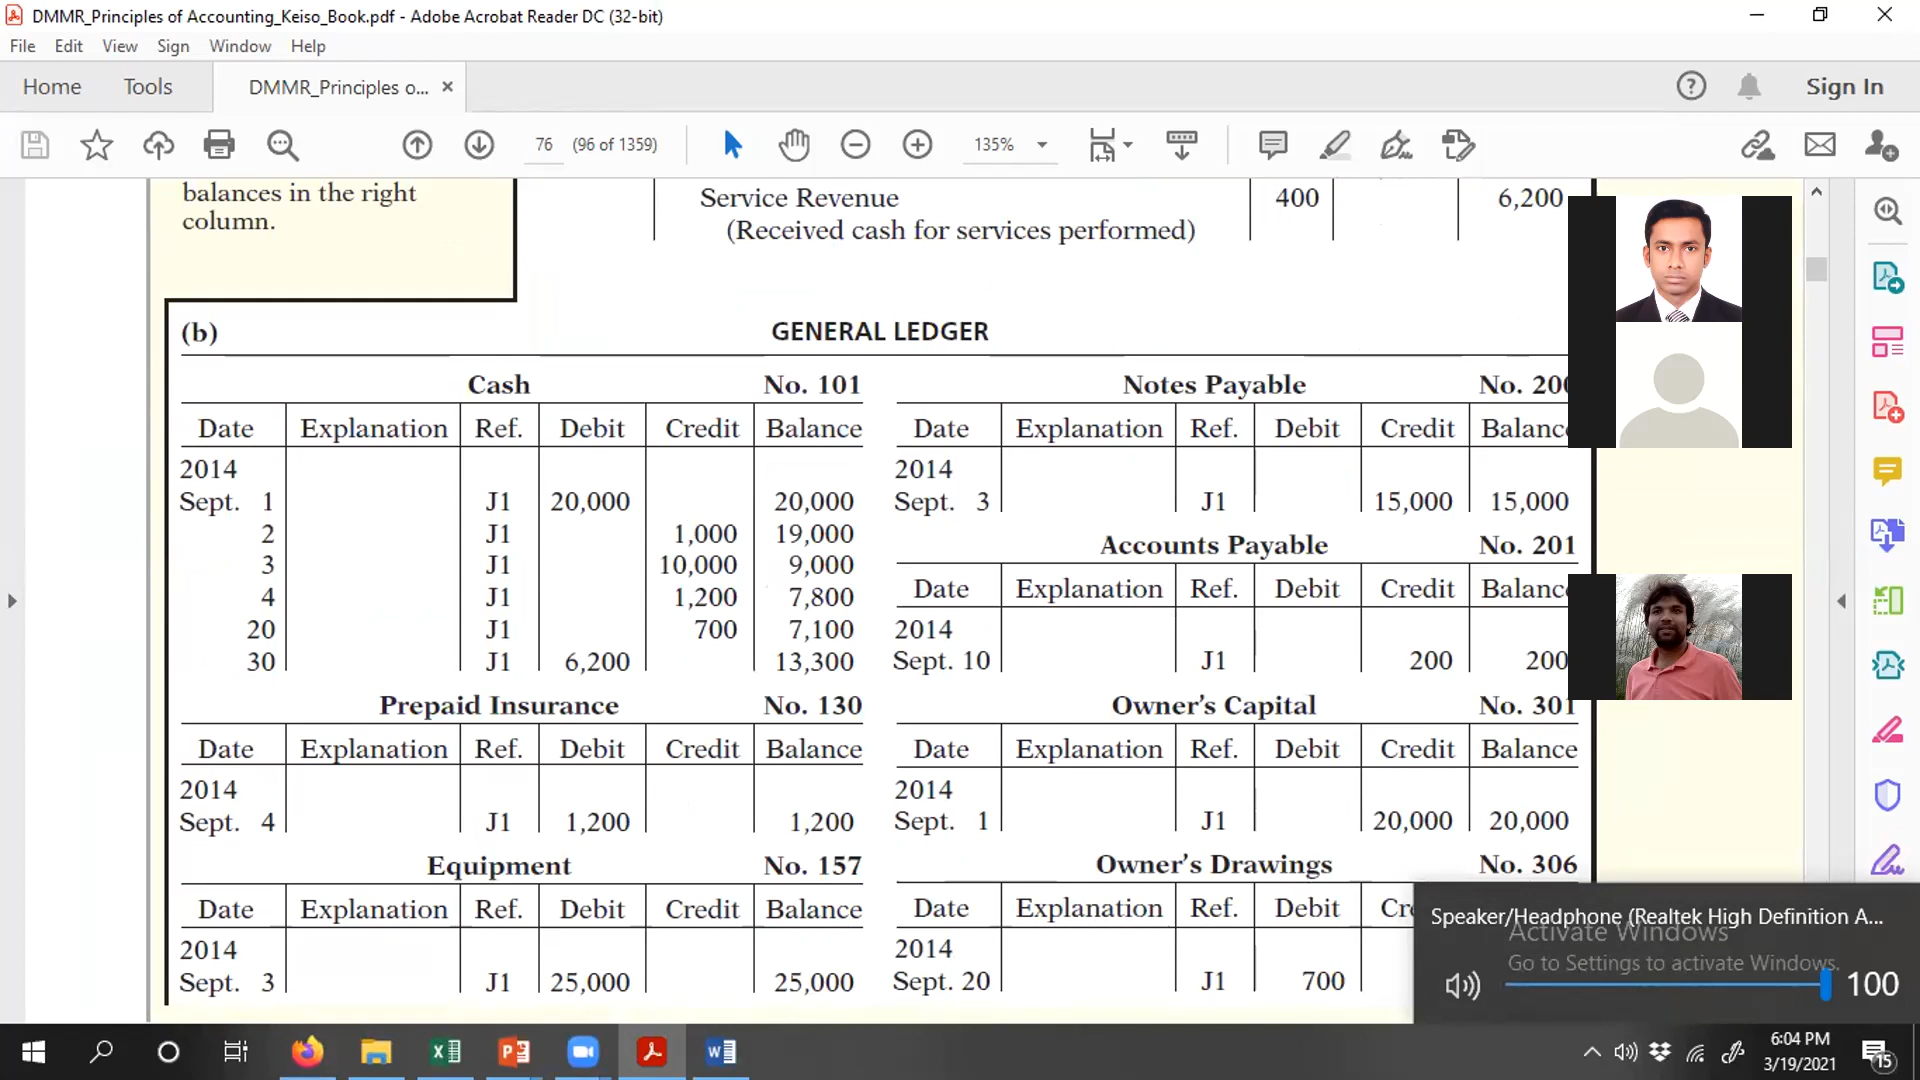 DMMR_Principles of Accounting_Keiso_Book.pdf - Adobe Acrobat Reader DC (32-bit)
File Edit View Sign Window Help
Home Tools DMMR_Principles o... × Sign In
76 (96 of 1359) 135%
balances in the right
column.
Service Revenue 400 6,200
(Received cash for services performed)
(b) GENERAL LEDGER
Cash No. 101
Date Explanation Ref. Debit Credit Balance
2014
Sept. 1 J1 20,000 20,000
2 J1 1,000 19,000
3 J1 10,000 9,000
4 J1 1,200 7,800
20 J1 700 7,100
30 J1 6,200 13,300
Prepaid Insurance No. 130
Date Explanation Ref. Debit Credit Balance
2014
Sept. 4 J1 1,200 1,200
Equipment No. 157
Date Explanation Ref. Debit Credit Balance
2014
Sept. 3 J1 25,000 25,000
Notes Payable No. 200
Date Explanation Ref. Debit Credit Balance
2014
Sept. 3 J1 15,000 15,000
Accounts Payable No. 201
Date Explanation Ref. Debit Credit Balance
2014
Sept. 10 J1 200 200
Owner's Capital No. 301
Date Explanation Ref. Debit Credit Balance
2014
Sept. 1 J1 20,000 20,000
Owner's Drawings No. 306
Date Explanation Ref. Debit
2014
Sept. 20 J1 700
Speaker/Headphone (Realtek High Definition A...
Activate Windows
Go to Settings to activate Windows.
100
6:04 PM
3/19/2021
15